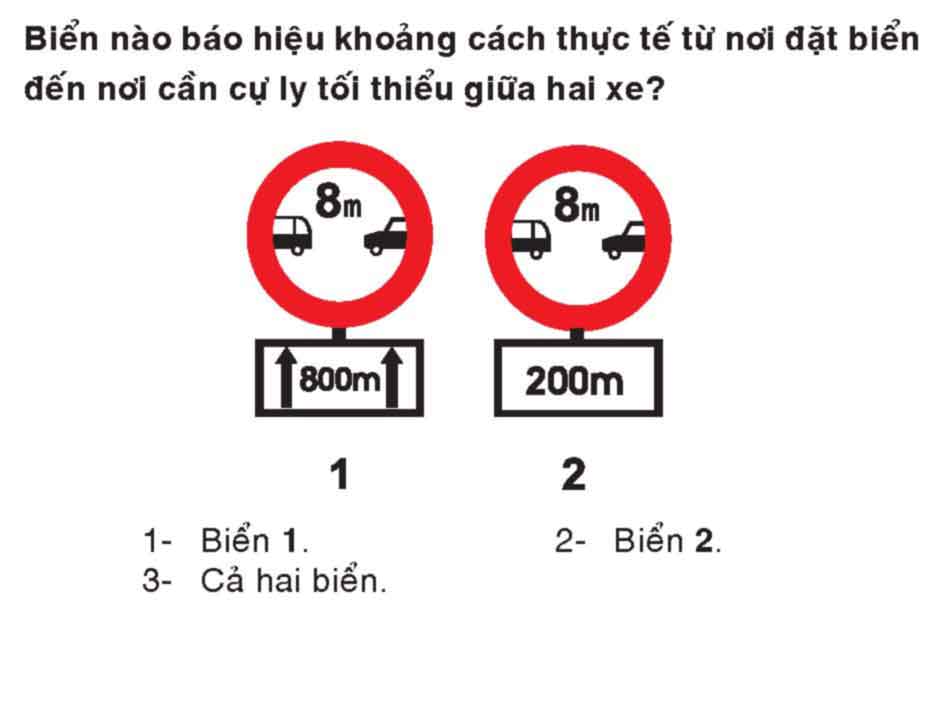 Biển nào báo hiệu khoảng cách thực tế từ nơi đặt biển
đến nơi cần cự ly tối thiểu giữa hai xe?
8m
8m
800m
200m
1
2
1- Biển 1.
2- Biển 2.
3- Cả hai biển.